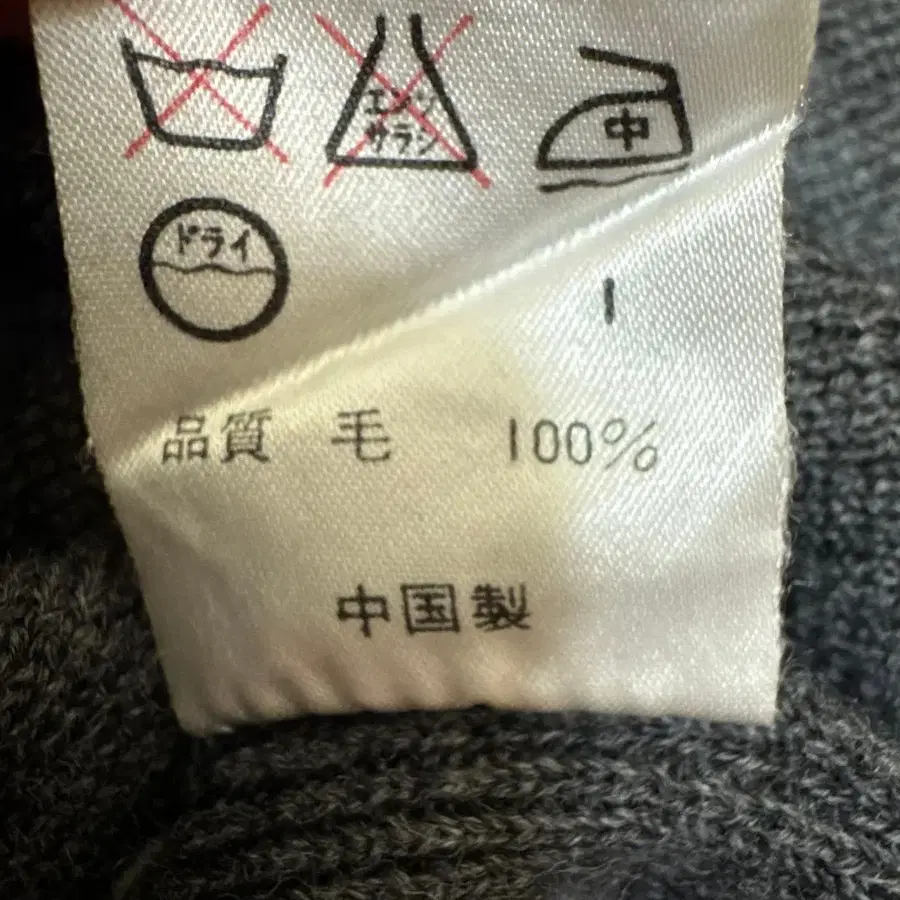 エンソ
サラシ
中
ドライ
1
品質 毛 100%
中国製